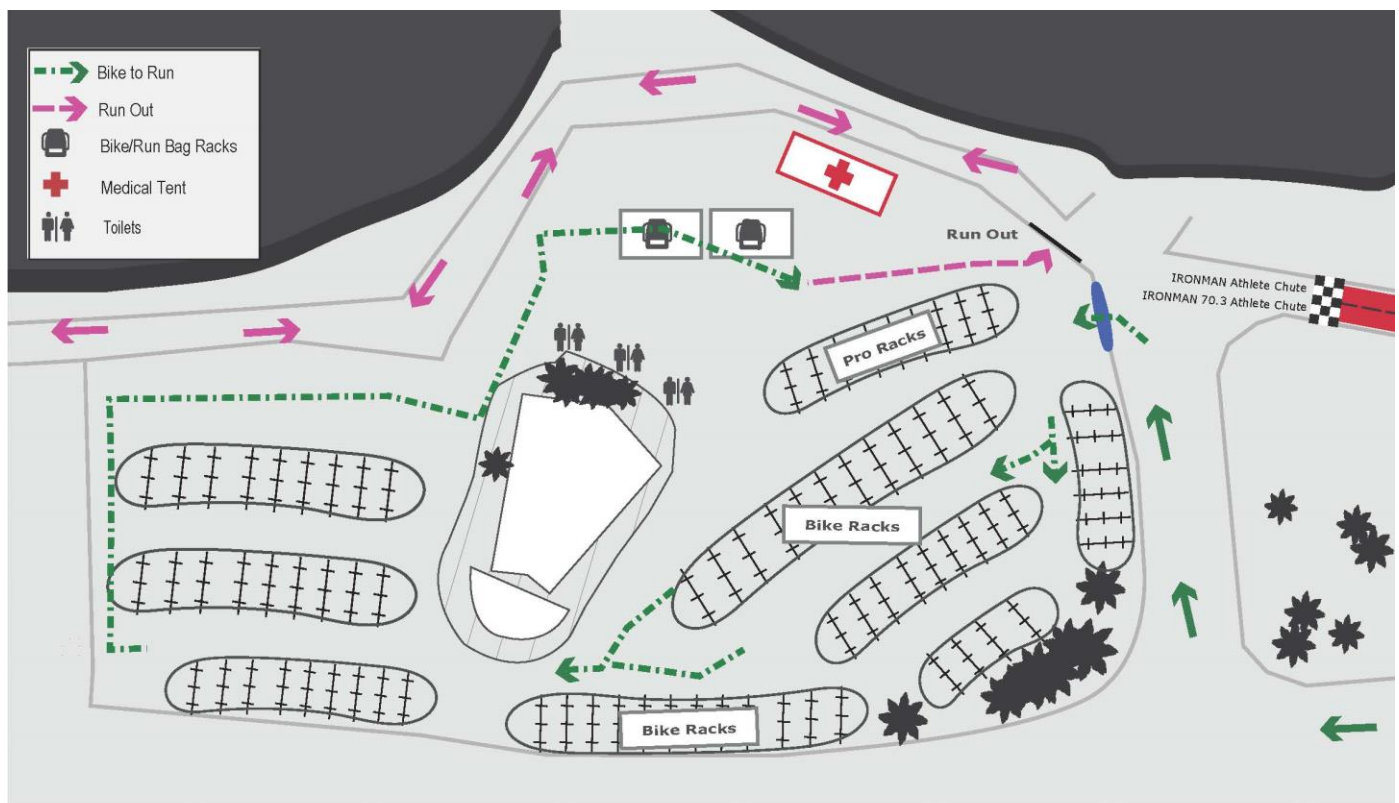 Bike to Run
Run Out
Bike/Run Bag Racks
Medical Tent
Toilets
Run Out
IRONMAN Athlete Chute
IRONMAN 70.3 Athlete Chute
Pro Racks
Bike Racks
Bike Racks